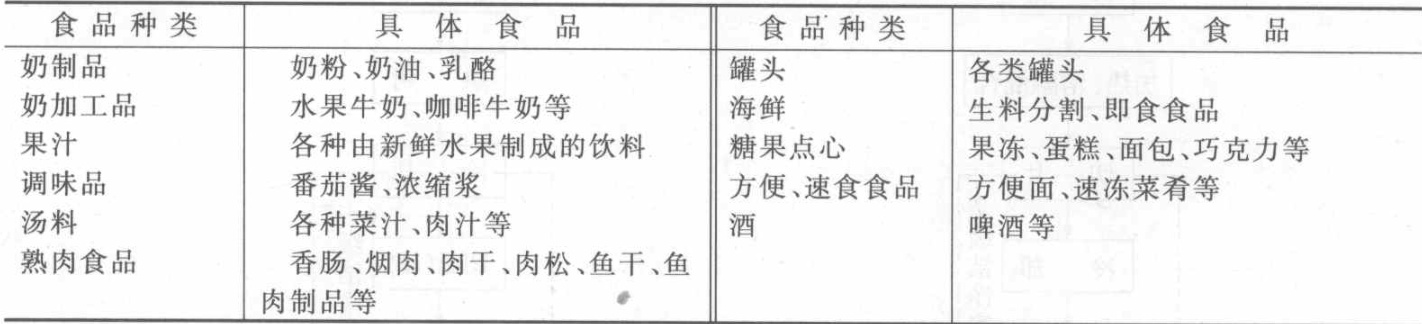 食品种类 具体食品 食品种类 具体食品
奶制品 奶粉、奶油、乳酪 罐头 各类罐头
奶加工品 水果牛奶、咖啡牛奶等 海鲜 生料分割、即食食品
果汁 各种由新鲜水果制成的饮料 糖果点心 果冻、蛋糕、面包、巧克力等
调味品 番茄酱、浓缩浆 方便、速食食品 方便面、速冻菜肴等
汤料 各种菜汁、肉汁等 酒 啤酒等
熟肉食品 香肠、烟肉、肉干、肉松、鱼干、鱼
肉制品等